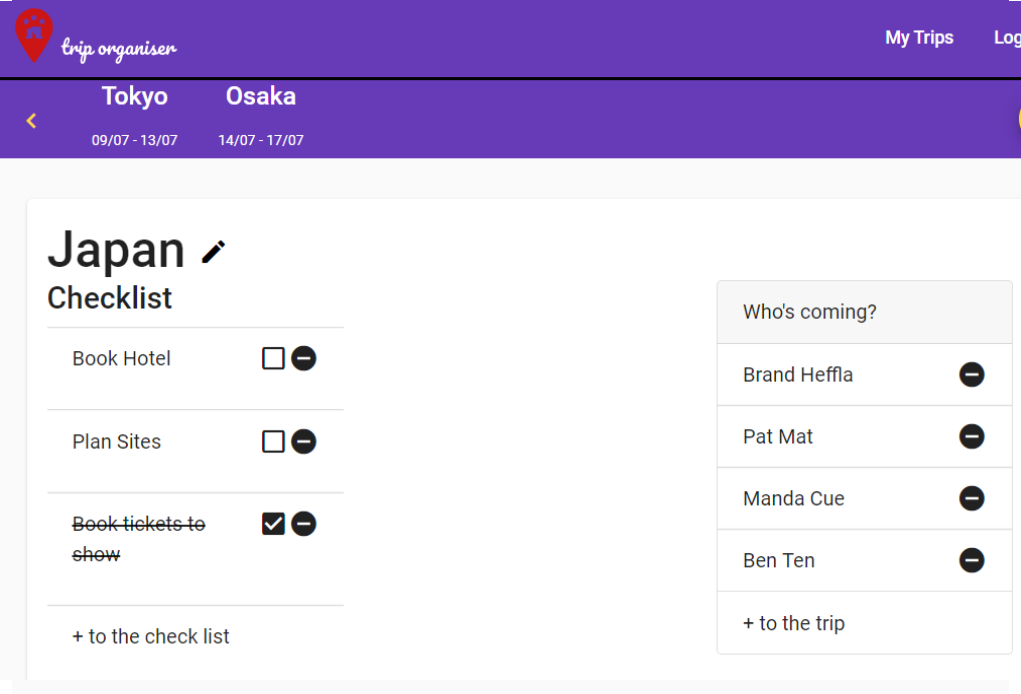 trip organiser
My Trips
Log
Tokyo
Osaka
09/07 - 13/07
14/07 - 17/07
Japan
Checklist
Book Hotel
Plan Sites
Book tickets to
show
+ to the check list
Who's coming?
Brand Heffla
Pat Mat
Manda Cue
Ben Ten
+ to the trip